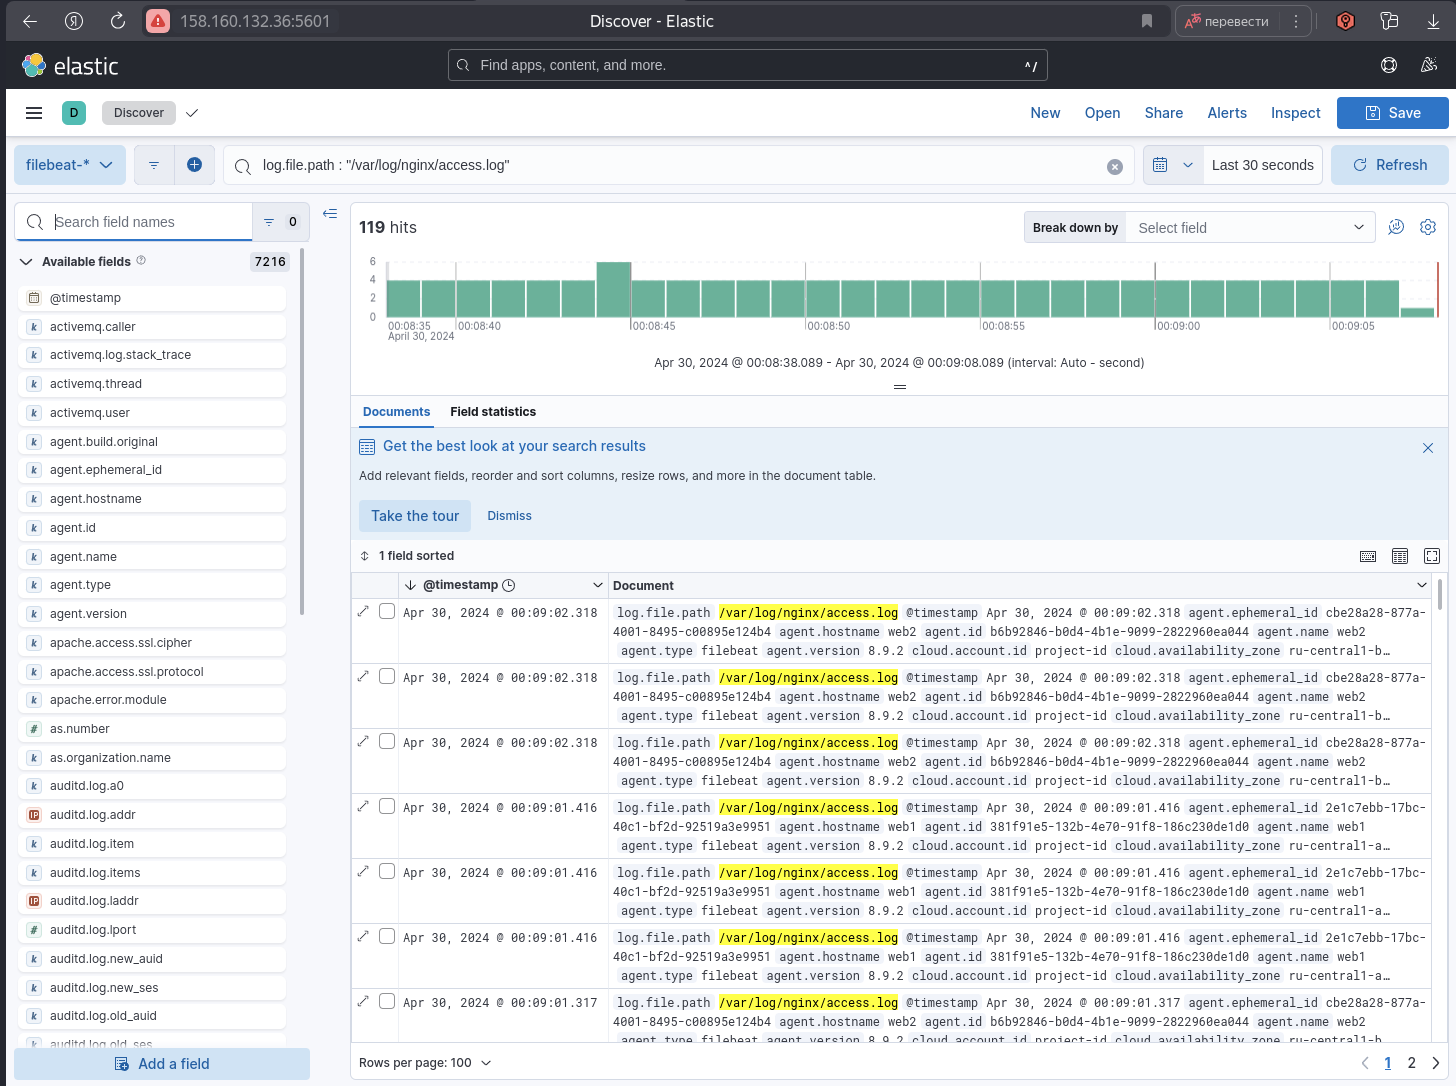 158.160.132.36:5601
Discover - Elastic
перевести
elastic
Find apps, content, and more.
^/
D
Discover
New
Open
Share
Alerts
Inspect
Save
filebeat-*
log.file.path : "/var/log/nginx/access.log"
Last 30 seconds
Refresh
Search field names
0
Available fields
7216
@timestamp
activemq.caller
activemq.log.stack_trace
activemq.thread
activemq.user
agent.build.original
agent.ephemeral_id
agent.hostname
agent.id
agent.name
agent.type
agent.version
apache.access.ssl.cipher
apache.access.ssl.protocol
apache.error.module
as.number
as.organization.name
auditd.log.a0
auditd.log.addr
auditd.log.item
auditd.log.items
auditd.log.laddr
auditd.log.lport
auditd.log.new_auid
auditd.log.new_ses
auditd.log.old_auid
auditd.log.old_ses
Add a field
119 hits
Break down by
Select field
6
4
2
0
00:08:35
April 30, 2024
00:08:40
00:08:45
00:08:50
00:08:55
00:09:00
00:09:05
Apr 30, 2024 @ 00:08:38.089 - Apr 30, 2024 @ 00:09:08.089 (interval: Auto - second)
Documents
Field statistics
Get the best look at your search results
Add relevant fields, reorder and sort columns, resize rows, and more in the document table.
Take the tour
Dismiss
1 field sorted
@timestamp
Document
Apr 30, 2024 @ 00:09:02.318
log.file.path /var/log/nginx/access.log @timestamp Apr 30, 2024 @ 00:09:02.318 agent.ephemeral_id cbe28a28-877a-
4001-8495-c00895e124b4 agent.hostname web2 agent.id b6b92846-b0d4-4b1e-9099-2822960ea044 agent.name web2
agent.type filebeat agent.version 8.9.2 cloud.account.id project-id cloud.availability_zone ru-central1-b…
Apr 30, 2024 @ 00:09:02.318
log.file.path /var/log/nginx/access.log @timestamp Apr 30, 2024 @ 00:09:02.318 agent.ephemeral_id cbe28a28-877a-
4001-8495-c00895e124b4 agent.hostname web2 agent.id b6b92846-b0d4-4b1e-9099-2822960ea044 agent.name web2
agent.type filebeat agent.version 8.9.2 cloud.account.id project-id cloud.availability_zone ru-central1-b…
Apr 30, 2024 @ 00:09:02.318
log.file.path /var/log/nginx/access.log @timestamp Apr 30, 2024 @ 00:09:02.318 agent.ephemeral_id cbe28a28-877a-
4001-8495-c00895e124b4 agent.hostname web2 agent.id b6b92846-b0d4-4b1e-9099-2822960ea044 agent.name web2
agent.type filebeat agent.version 8.9.2 cloud.account.id project-id cloud.availability_zone ru-central1-b…
Apr 30, 2024 @ 00:09:01.416
log.file.path /var/log/nginx/access.log @timestamp Apr 30, 2024 @ 00:09:01.416 agent.ephemeral_id 2e1c7ebb-17bc-
40c1-bf2d-92519a3e9951 agent.hostname web1 agent.id 381f91e5-132b-4e70-91f8-186c230de1d0 agent.name web1
agent.type filebeat agent.version 8.9.2 cloud.account.id project-id cloud.availability_zone ru-central1-a…
Apr 30, 2024 @ 00:09:01.416
log.file.path /var/log/nginx/access.log @timestamp Apr 30, 2024 @ 00:09:01.416 agent.ephemeral_id 2e1c7ebb-17bc-
40c1-bf2d-92519a3e9951 agent.hostname web1 agent.id 381f91e5-132b-4e70-91f8-186c230de1d0 agent.name web1
agent.type filebeat agent.version 8.9.2 cloud.account.id project-id cloud.availability_zone ru-central1-a…
Apr 30, 2024 @ 00:09:01.416
log.file.path /var/log/nginx/access.log @timestamp Apr 30, 2024 @ 00:09:01.416 agent.ephemeral_id 2e1c7ebb-17bc-
40c1-bf2d-92519a3e9951 agent.hostname web1 agent.id 381f91e5-132b-4e70-91f8-186c230de1d0 agent.name web1
agent.type filebeat agent.version 8.9.2 cloud.account.id project-id cloud.availability_zone ru-central1-a…
Apr 30, 2024 @ 00:09:01.317
log.file.path /var/log/nginx/access.log @timestamp Apr 30, 2024 @ 00:09:01.317 agent.ephemeral_id cbe28a28-877a-
4001-8495-c00895e124b4 agent.hostname web2 agent.id b6b92846-b0d4-4b1e-9099-2822960ea044 agent.name web2
agent.type filebeat agent.version 8.9.2 cloud.account.id project-id cloud.availability_zone ru-central1-b
Rows per page: 100
1
2